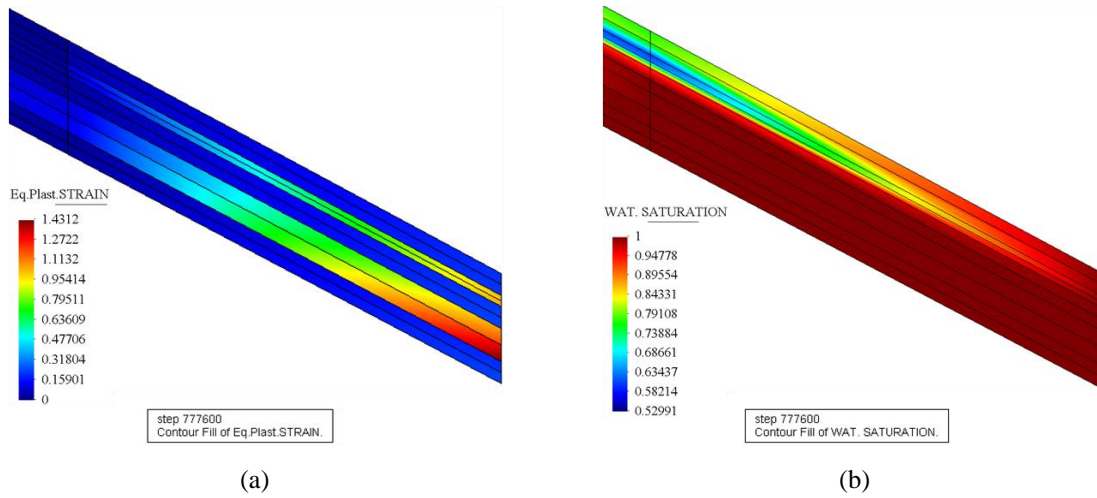 Eq.Plast.STRAIN
1.4312
1.2722
1.1132
0.95414
0.79511
0.63609
0.47706
0.31804
0.15901
0
step 777600
Contour Fill of Eq.Plast.STRAIN.
(a)
WAT. SATURATION
1
0.94778
0.89554
0.84331
0.79108
0.73884
0.68661
0.63437
0.58214
0.52991
step 777600
Contour Fill of WAT. SATURATION.
(b)